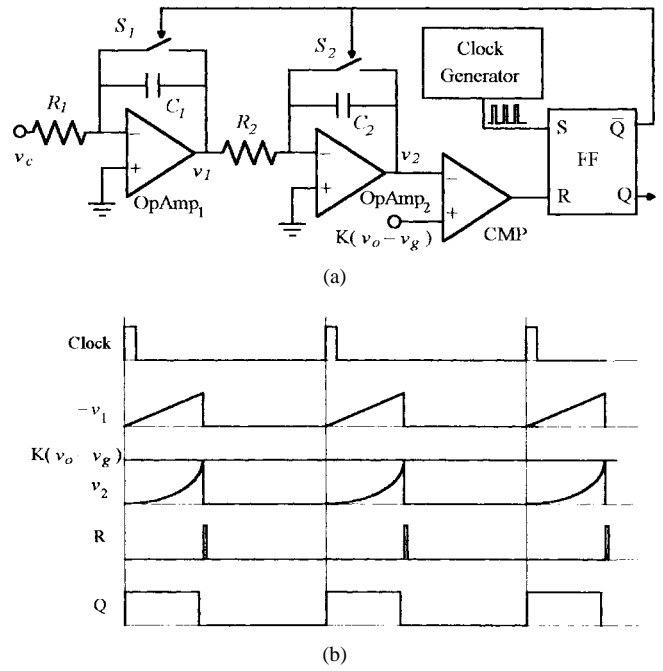 S1
S2
Clock
Generator
R1
C1
R2
C2
S
Q̅
FF
R
Q
−
+
vc
v1
OpAmp1
−
+
v2
OpAmp2
−
+
K(vo−vg)
CMP
(a)
Clock
−v1
K(vo−vg)
v2
R
Q
(b)